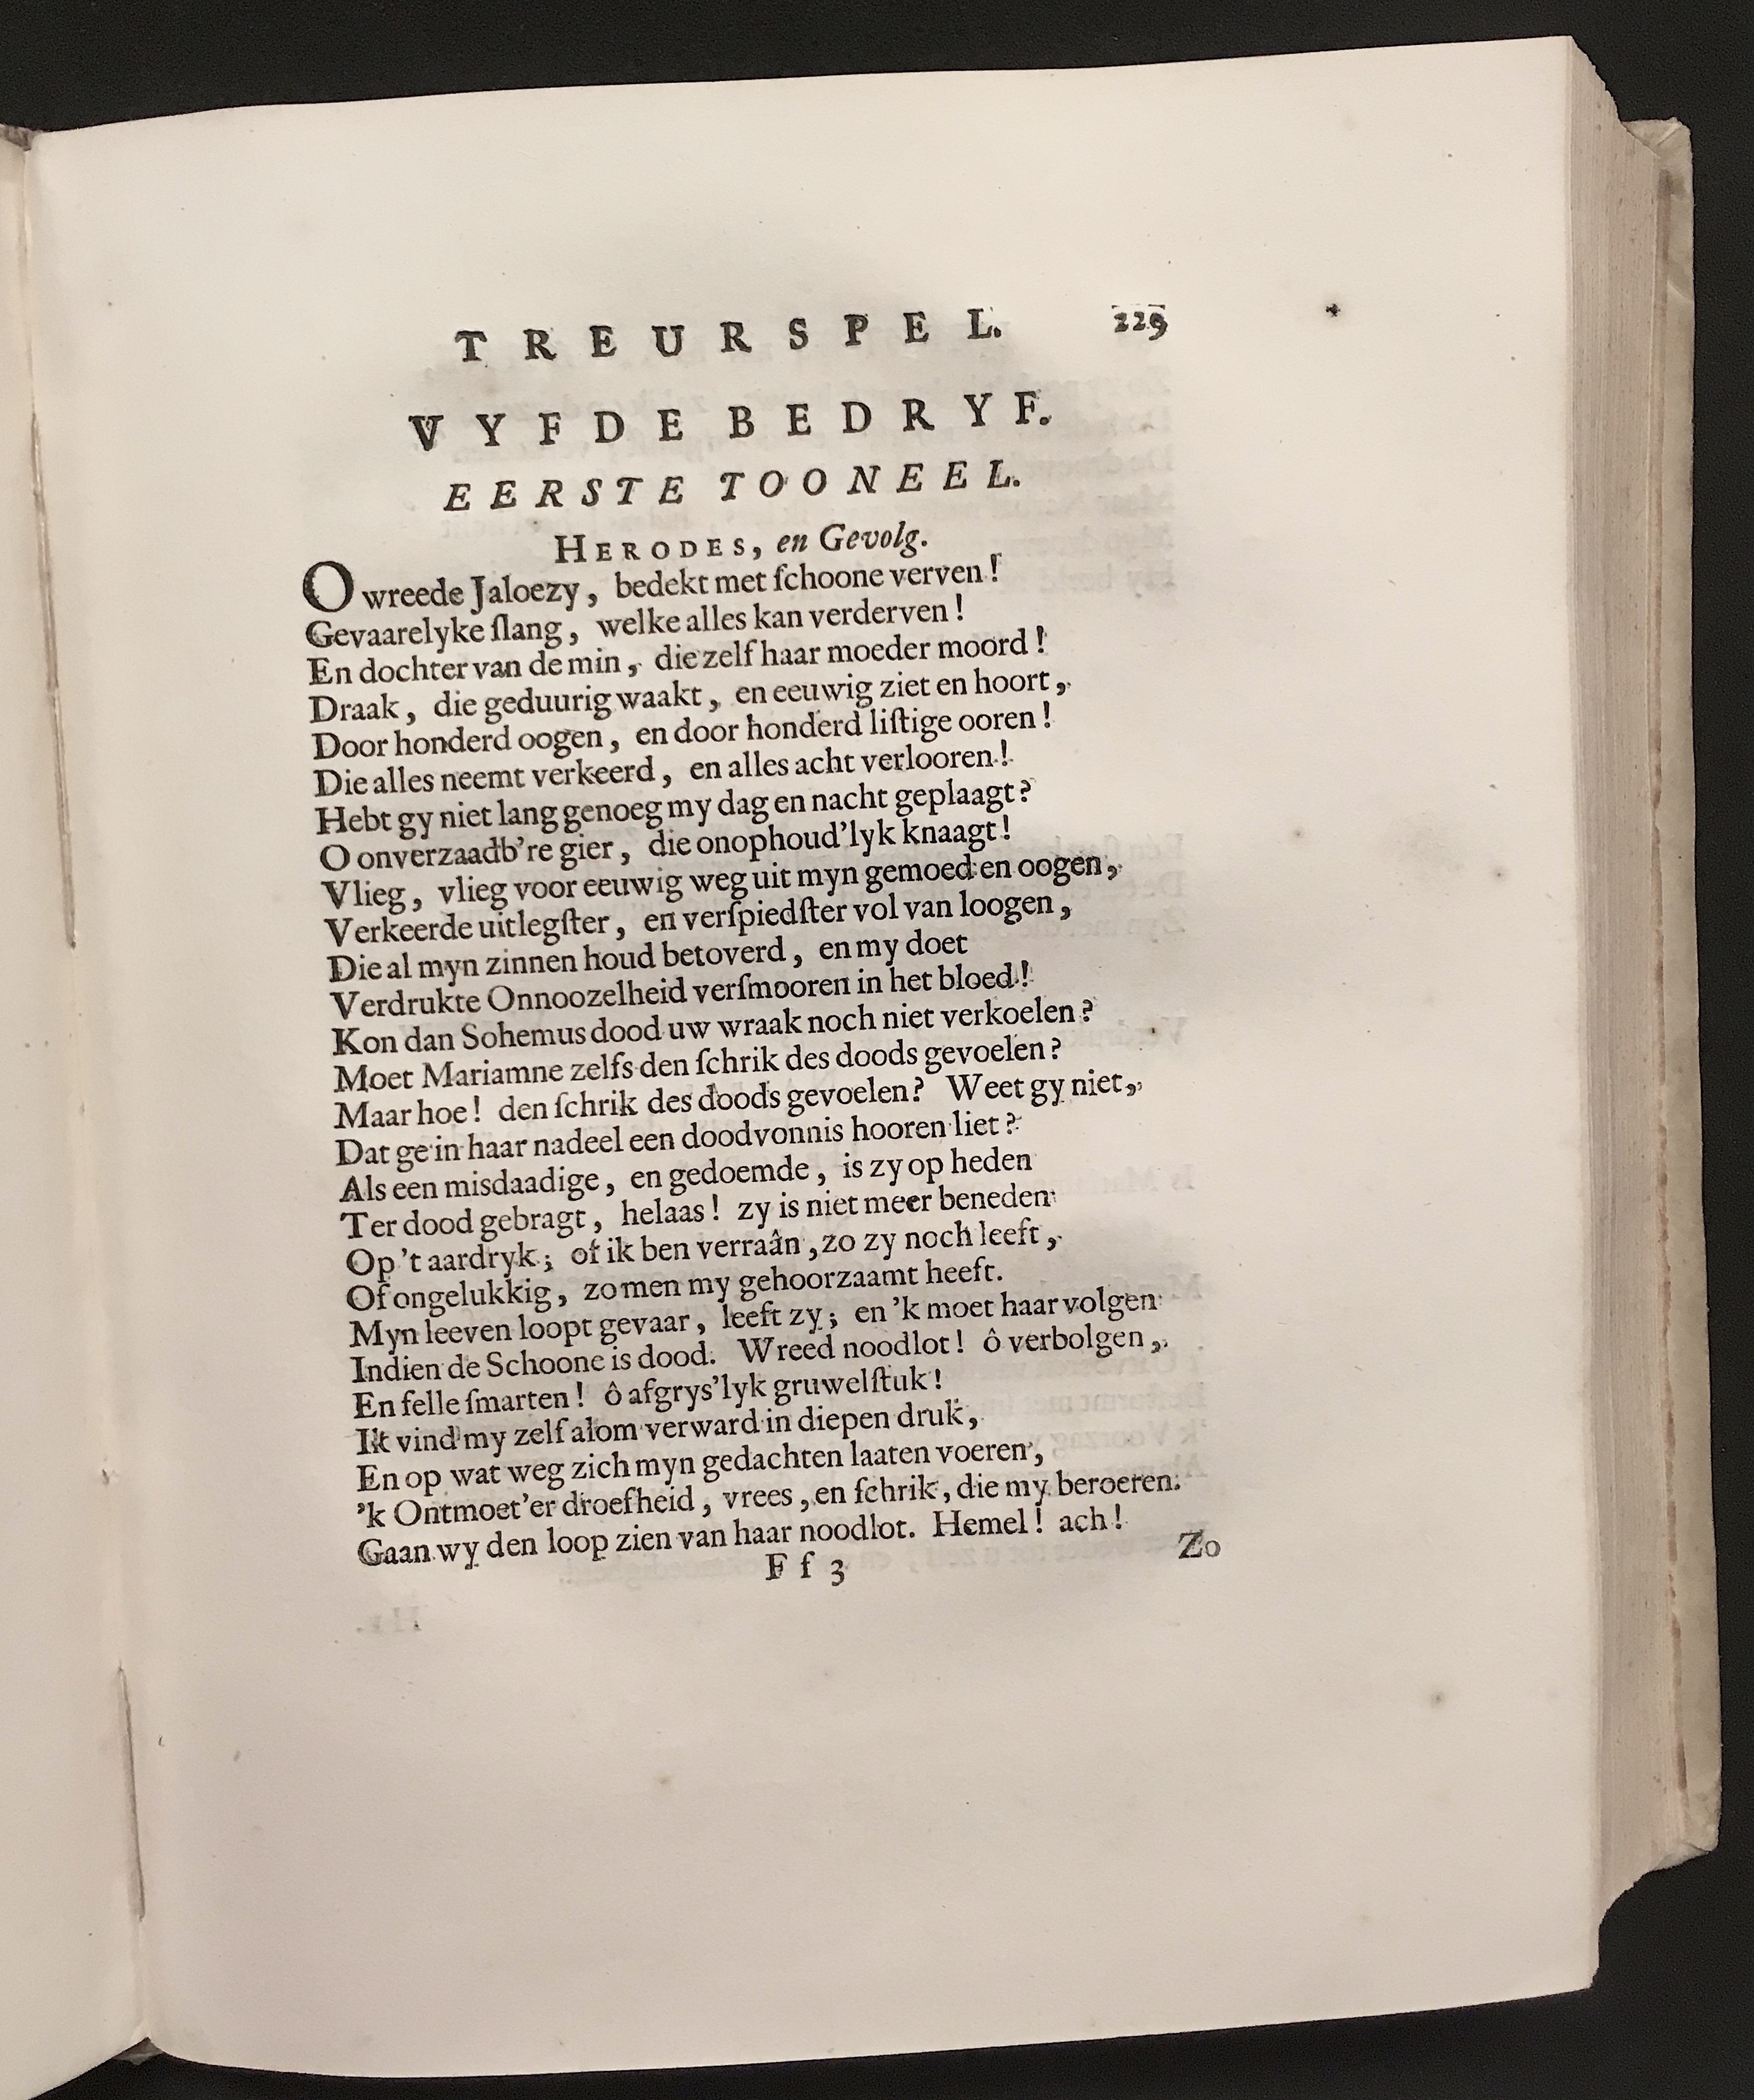 TREURSPEL. 229
VYFDE BEDRYF.
EERSTE TOONEEL.
HERODES, en Gevolg.
O wreede Jaloezy, bedekt met ſchoone verven!
Gevaarelyke ſlang, welke alles kan verderven!
En dochter van de min, die zelf haar moeder moord!
Draak, die geduurig waakt, en eeuwig ziet en hoort,
Door honderd oogen, en door honderd liſtige ooren!
Die alles neemt verkeerd, en alles acht verlooren!
Hebt gy niet lang genoeg my dag en nacht geplaagt?
O onverzaadb're gier, die onophoud'lyk knaagt!
Vlieg, vlieg voor eeuwig weg uit myn gemoed en oogen,
Verkeerde uitlegſter, en verſpiedſter vol van loogen,
Die al myn zinnen houd betoverd, en my doet
Verdrukte Onnoozelheid verſmooren in het bloed!
Kon dan Sohemus dood uw wraak noch niet verkoelen?
Moet Mariamne zelfs den ſchrik des doods gevoelen?
Maar hoe! den ſchrik des doods gevoelen? Weet gy niet,
Dat ge in haar nadeel een doodvonnis hooren liet?
Als een misdaadige, en gedoemde, is zy op heden
Ter dood gebragt, helaas! zy is niet meer beneden
Op 't aardryk; of ik ben verraân, zo zy noch leeft,
Of ongelukkig, zo men my gehoorzaamt heeft.
Myn leeven loopt gevaar, leeft zy; en 'k moet haar volgen
Indien de Schoone is dood. Wreed noodlot! ô verbolgen,
En felle ſmarten! ô afgrys'lyk gruwelſtuk!
Ik vind my zelf alom verward in diepen druk,
En op wat weg zich myn gedachten laaten voeren,
'k Ontmoet'er droefheid, vrees, en ſchrik, die my beroeren.
Gaan wy den loop zien van haar noodlot. Hemel! ach!
Ff 3 Zo